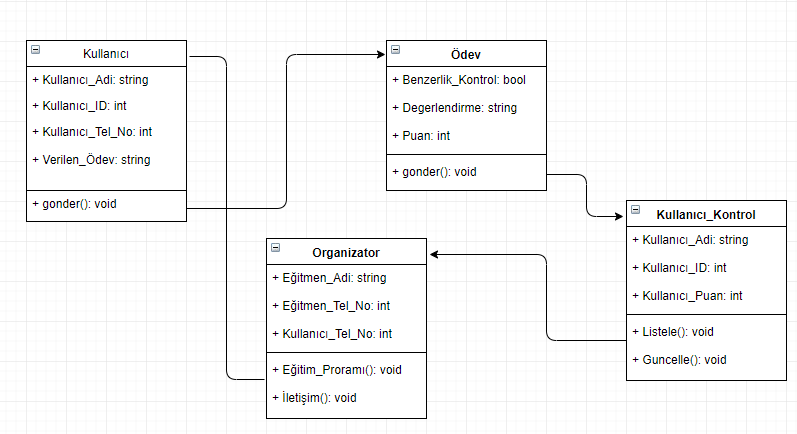 Kullanıcı
+ Kullanıcı_Adi: string
+ Kullanıcı_ID: int
+ Kullanıcı_Tel_No: int
+ Verilen_Ödev: string
+ gonder(): void
Ödev
+ Benzerlik_Kontrol: bool
+ Degerlendirme: string
+ Puan: int
+ gonder(): void
Kullanıcı_Kontrol
+ Kullanıcı_Adi: string
+ Kullanıcı_ID: int
+ Kullanıcı_Puan: int
+ Listele(): void
+ Guncelle(): void
Organizator
+ Eğitmen_Adi: string
+ Eğitmen_Tel_No: int
+ Kullanıcı_Tel_No: int
+ Eğitim_Proramı(): void
+ İletişim(): void